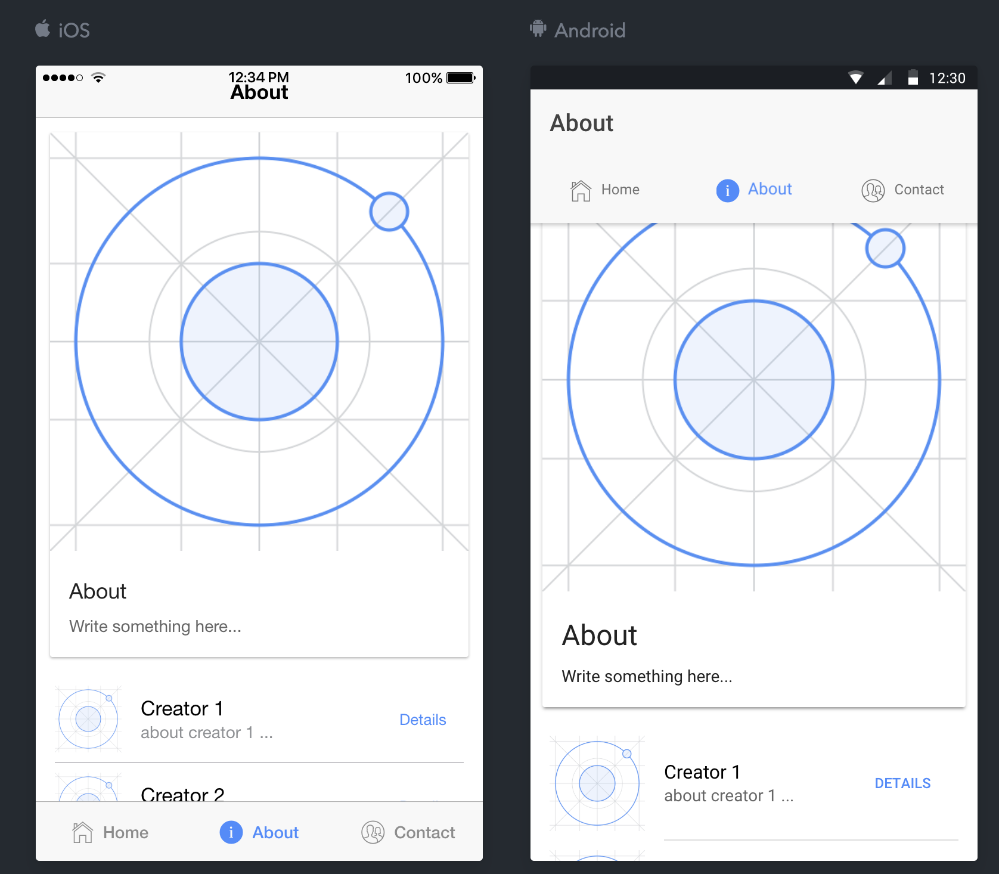 iOS
12:34 PM
100%
About
About
Write something here...
Creator 1
about creator 1 ...
Details
Creator 2
Home
About
Contact
Android
12:30
About
Home
About
Contact
About
Write something here...
Creator 1
about creator 1 ...
DETAILS